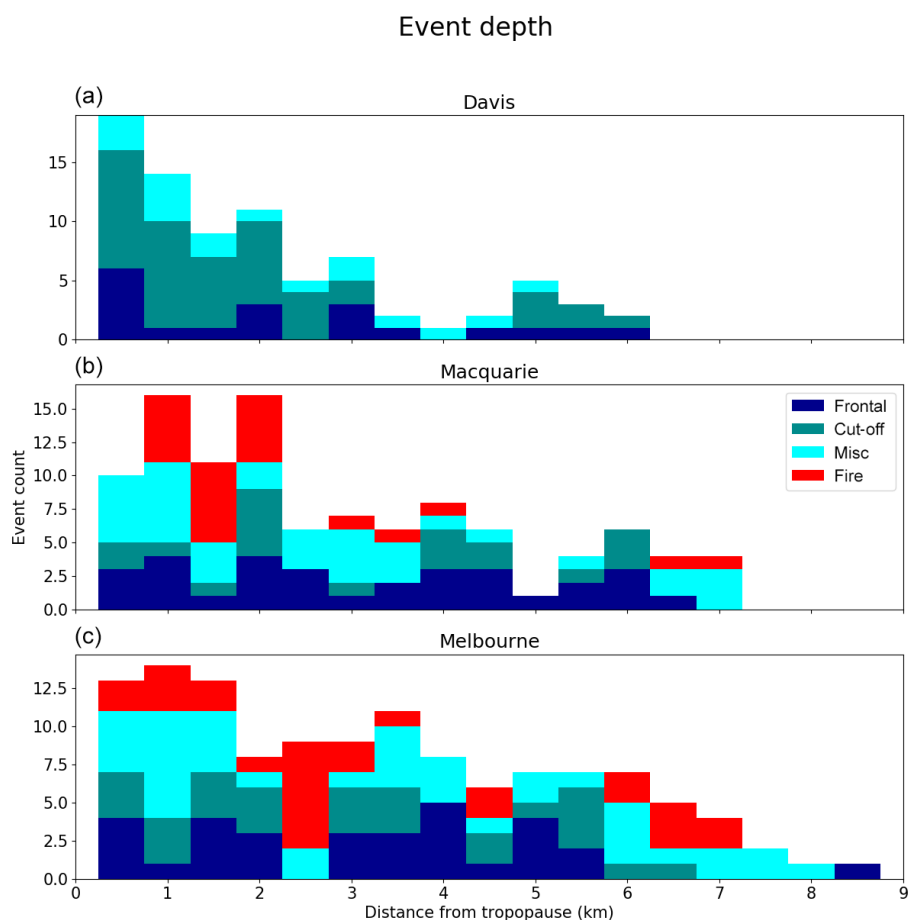 Event depth
(a)
Davis
15
10
5
0
(b)
Macquarie
15.0
12.5
10.0
7.5
5.0
2.5
0.0
Event count
Frontal
Cut-off
Misc
Fire
(c)
Melbourne
12.5
10.0
7.5
5.0
2.5
0.0
0 1 2 3 4 5 6 7 8 9
Distance from tropopause (km)